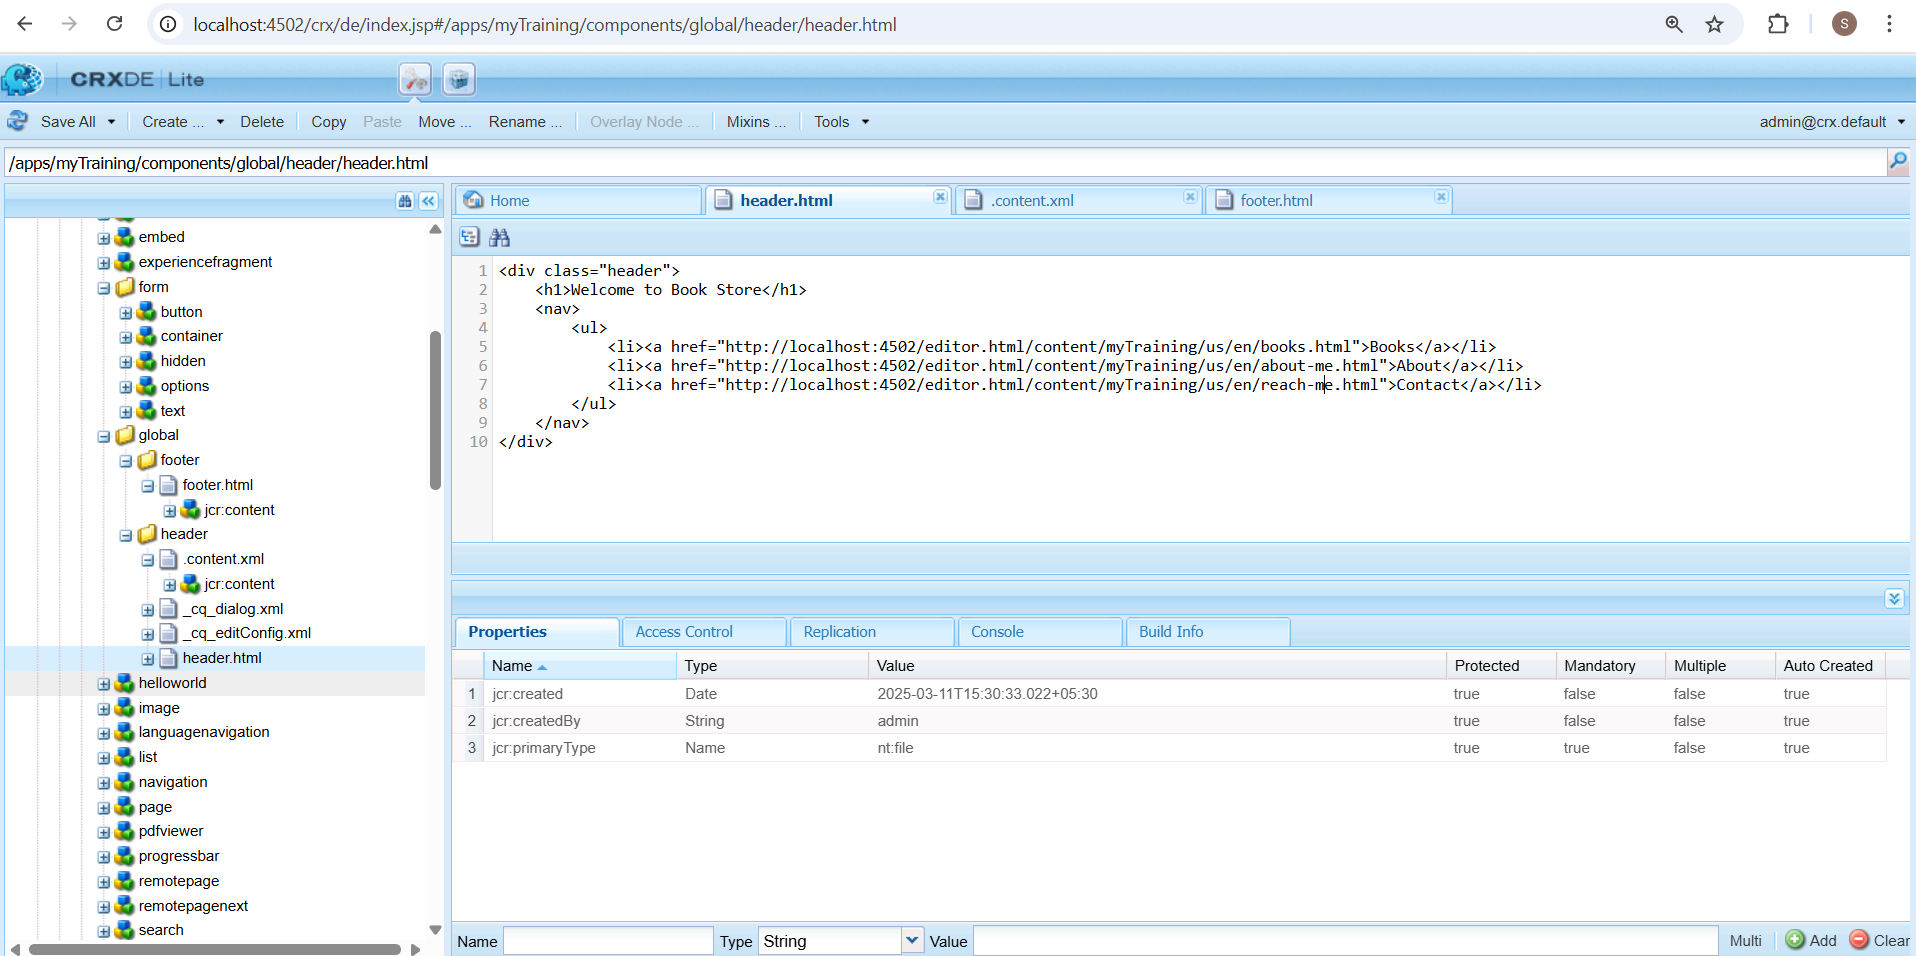 localhost:4502/crx/de/index.jsp#/apps/myTraining/components/global/header/header.html
S
CRXDE | Lite
Save All Create ... Delete Copy Paste Move ... Rename ... Overlay Node ... Mixins ... Tools admin@crx.default
/apps/myTraining/components/global/header/header.html
Home header.html .content.xml footer.html
embed
experiencefragment
form
button
container
hidden
options
text
global
footer
footer.html
jcr:content
header
.content.xml
jcr:content
_cq_dialog.xml
_cq_editConfig.xml
header.html
helloworld
image
languagenavigation
list
navigation
page
pdfviewer
progressbar
remotepage
remotepagenext
search
1 <div class="header">
2     <h1>Welcome to Book Store</h1>
3     <nav>
4         <ul>
5             <li><a href="http://localhost:4502/editor.html/content/myTraining/us/en/books.html">Books</a></li>
6             <li><a href="http://localhost:4502/editor.html/content/myTraining/us/en/about-me.html">About</a></li>
7             <li><a href="http://localhost:4502/editor.html/content/myTraining/us/en/reach-me.html">Contact</a></li>
8         </ul>
9     </nav>
10 </div>
Properties Access Control Replication Console Build Info
Name Type Value Protected Mandatory Multiple Auto Created
1 jcr:created Date 2025-03-11T15:30:33.022+05:30 true false false true
2 jcr:createdBy String admin true false false true
3 jcr:primaryType Name nt:file true true false true
Name Type String Value Multi Add Clear